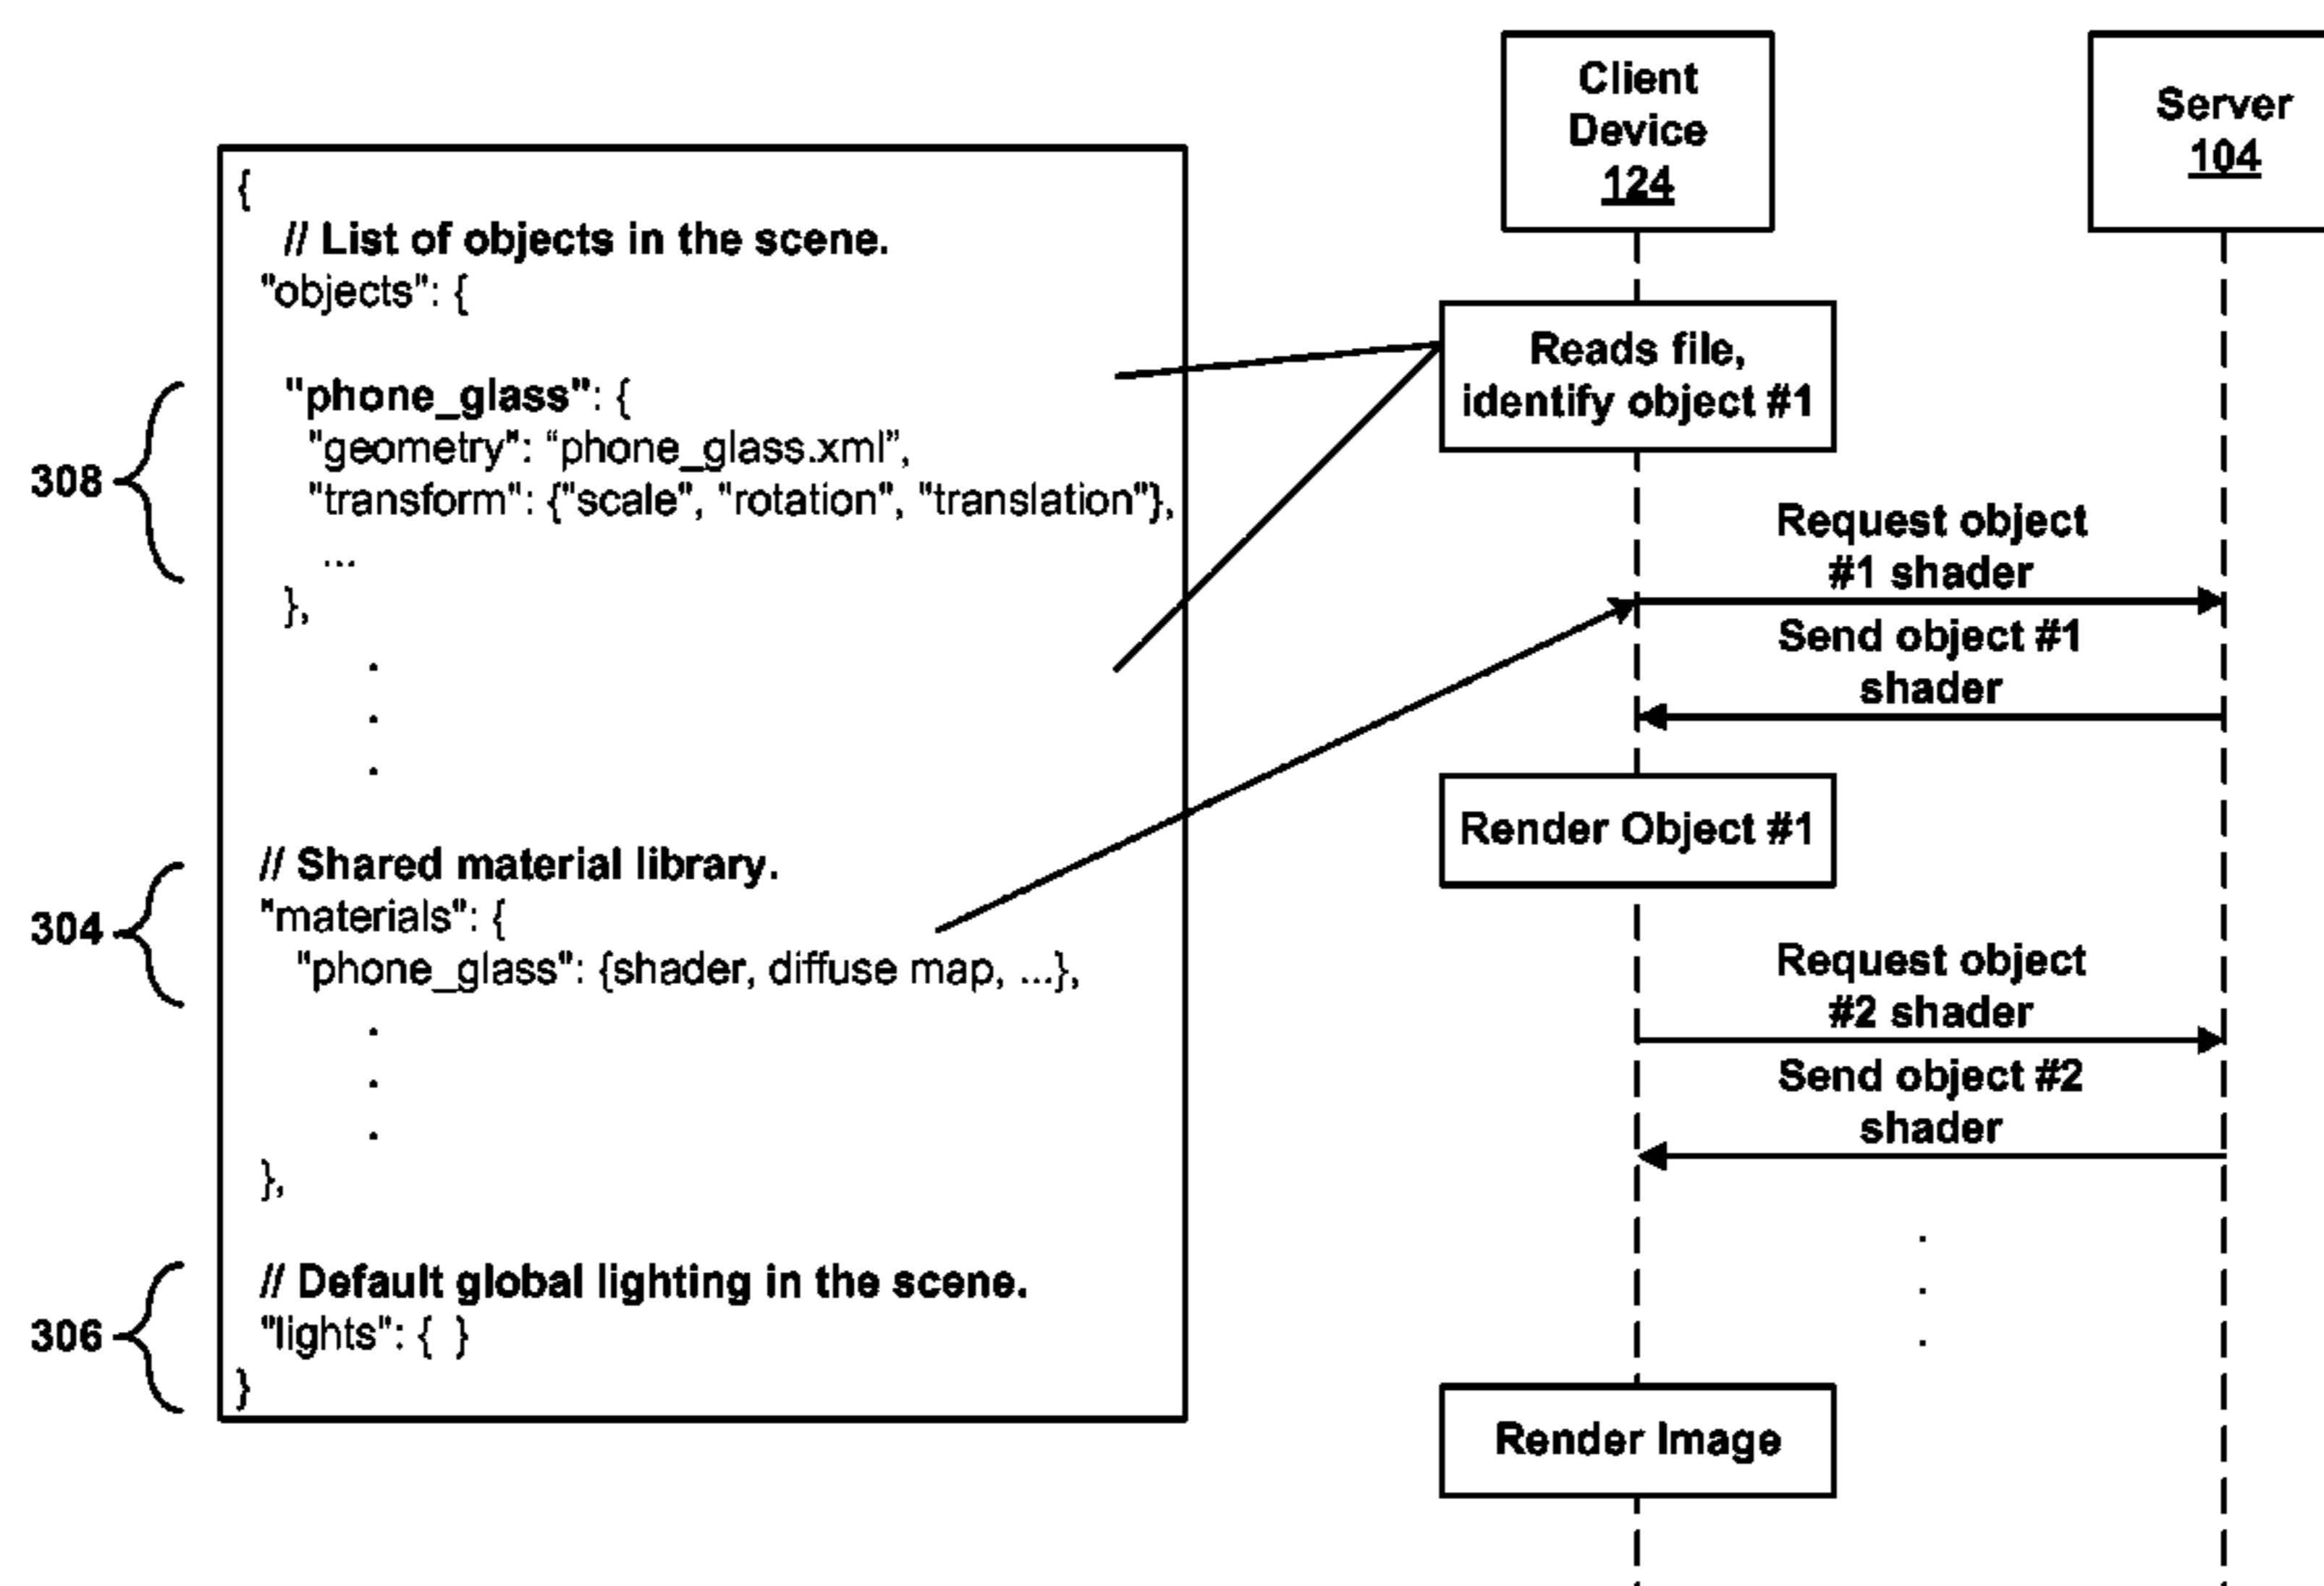 {
// List of objects in the scene.
"objects": {
"phone_glass": {
"geometry": “phone_glass.xml”,
"transform": {"scale", "rotation", "translation"},
...
},
.
.
.
// Shared material library.
"materials": {
"phone_glass": {shader, diffuse map, ...},
.
.
.
},
// Default global lighting in the scene.
"lights": { }
}
308
304
306
Client
Device
124
Server
104
Reads file,
identify object #1
Request object
#1 shader
Send object #1
shader
Render Object #1
Request object
#2 shader
Send object #2
shader
.
.
.
Render Image